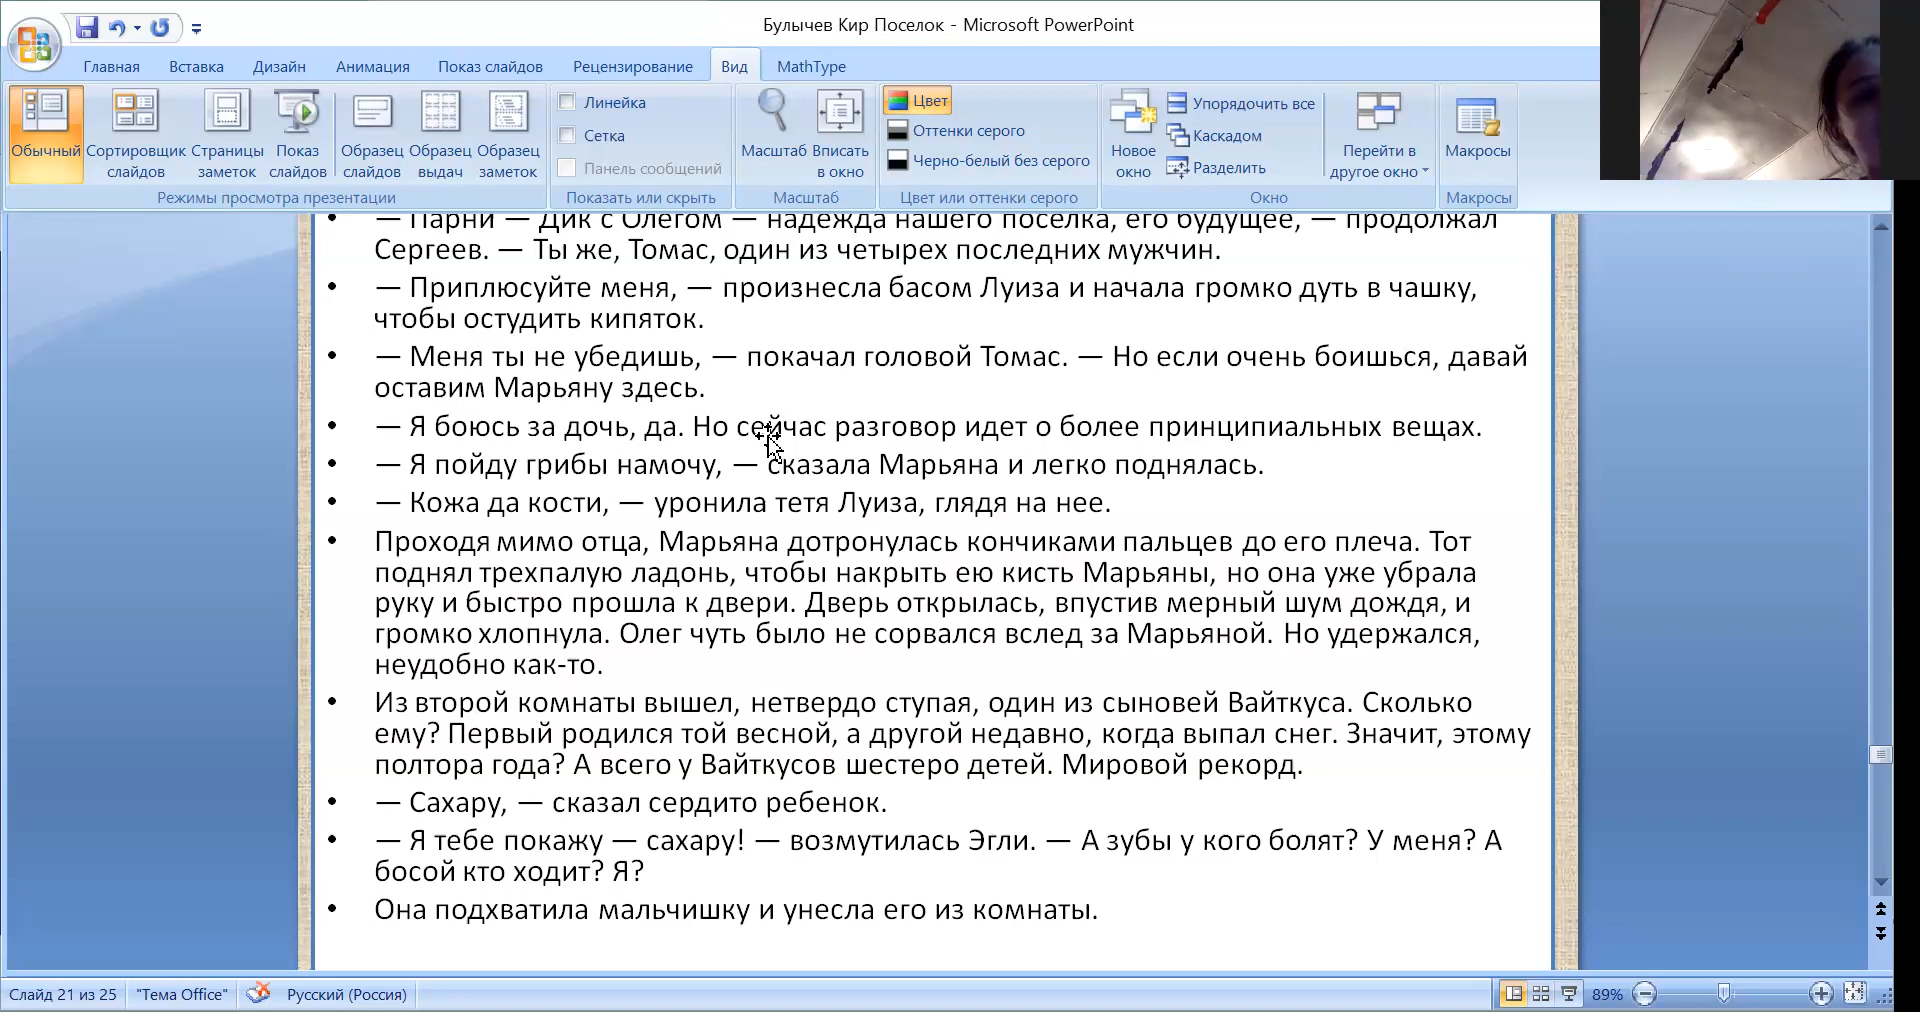 Булычев Кир Поселок - Microsoft PowerPoint
Главная Вставка Дизайн Анимация Показ слайдов Рецензирование Вид MathType
Обычный
Сортировщик слайдов
Страницы заметок
Показ слайдов
Образец слайдов
Образец выдач
Образец заметок
Режимы просмотра презентации
Линейка
Сетка
Панель сообщений
Показать или скрыть
Масштаб
Вписать в окно
Масштаб
Цвет
Оттенки серого
Черно-белый без серого
Цвет или оттенки серого
Новое окно
Упорядочить все
Каскадом
Разделить
Перейти в другое окно
Окно
Макросы
Макросы
• — Парни — Дик с Олегом — надежда нашего поселка, его будущее, — продолжал
Сергеев. — Ты же, Томас, один из четырех последних мужчин.
• — Приплюсуйте меня, — произнесла басом Луиза и начала громко дуть в чашку,
чтобы остудить кипяток.
• — Меня ты не убедишь, — покачал головой Томас. — Но если очень боишься, давай
оставим Марьяну здесь.
• — Я боюсь за дочь, да. Но сейчас разговор идет о более принципиальных вещах.
• — Я пойду грибы намочу, — сказала Марьяна и легко поднялась.
• — Кожа да кости, — уронила тетя Луиза, глядя на нее.
• Проходя мимо отца, Марьяна дотронулась кончиками пальцев до его плеча. Тот
поднял трехпалую ладонь, чтобы накрыть ею кисть Марьяны, но она уже убрала
руку и быстро прошла к двери. Дверь открылась, впустив мерный шум дождя, и
громко хлопнула. Олег чуть было не сорвался вслед за Марьяной. Но удержался,
неудобно как-то.
• Из второй комнаты вышел, нетвердо ступая, один из сыновей Вайткуса. Сколько
ему? Первый родился той весной, а другой недавно, когда выпал снег. Значит, этому
полтора года? А всего у Вайткусов шестеро детей. Мировой рекорд.
• — Сахару, — сказал сердито ребенок.
• — Я тебе покажу — сахару! — возмутилась Эгли. — А зубы у кого болят? У меня? А
босой кто ходит? Я?
• Она подхватила мальчишку и унесла его из комнаты.
Слайд 21 из 25 "Тема Office" Русский (Россия) 89%